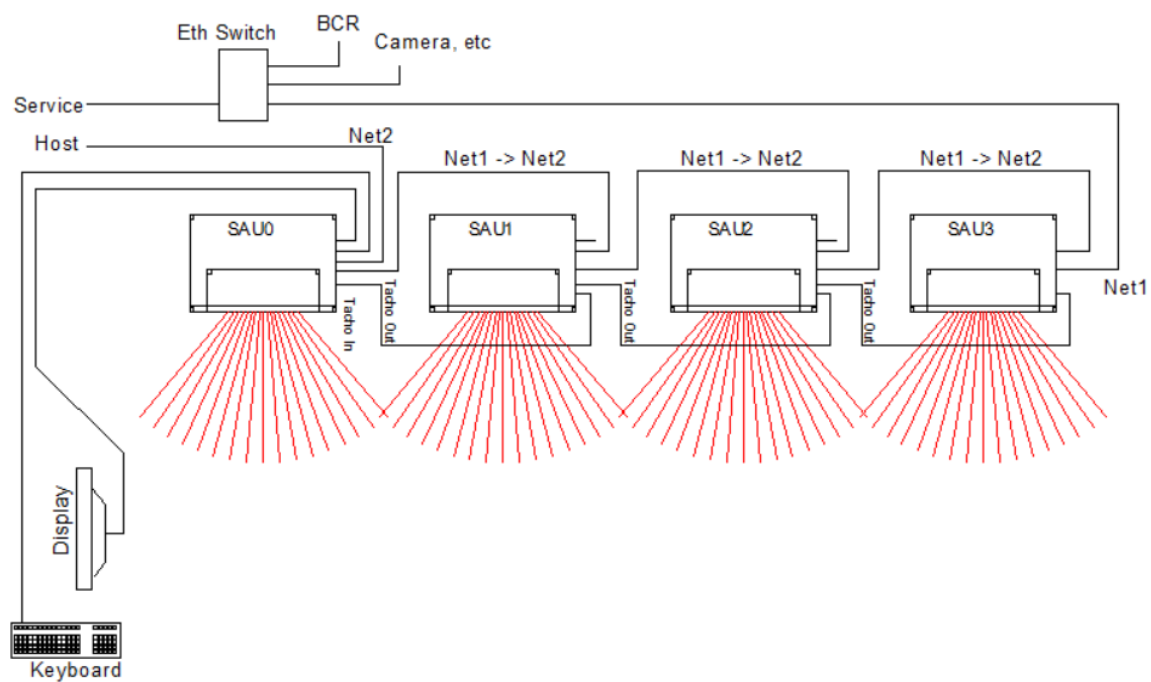 BCR
Eth Switch
Camera, etc
Service
Host
Net2
Net1 -> Net2
Net1 -> Net2
Net1 -> Net2
SAU0
SAU1
SAU2
SAU3
Net1
Tacho In
Tacho Out
Tacho Out
Tacho Out
Display
Keyboard